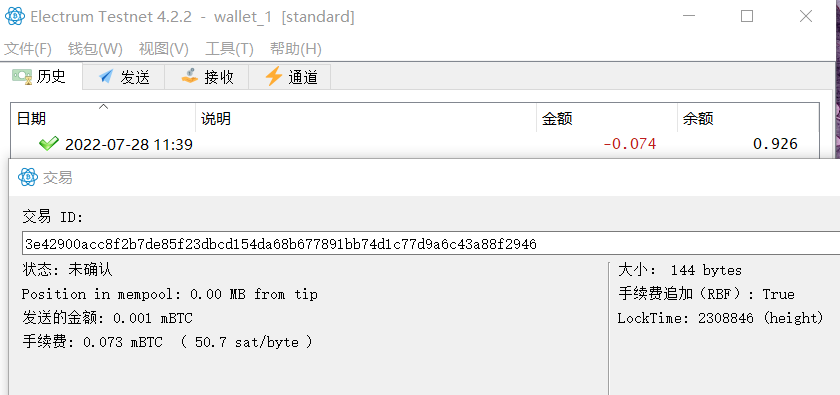 Electrum Testnet 4.2.2 - wallet_1 [standard]
文件(F) 钱包(W) 视图(V) 工具(T) 帮助(H)
历史 发送 接收 通道
日期 说明 金额 余额
2022-07-28 11:39 -0.074 0.926
交易
交易 ID:
3e42900acc8f2b7de85f23dbcd154da68b677891bb74d1c77d9a6c43a88f2946
状态: 未确认
Position in mempool: 0.00 MB from tip
发送的金额: 0.001 mBTC
手续费: 0.073 mBTC ( 50.7 sat/byte )
大小: 144 bytes
手续费追加（RBF）: True
LockTime: 2308846 (height)